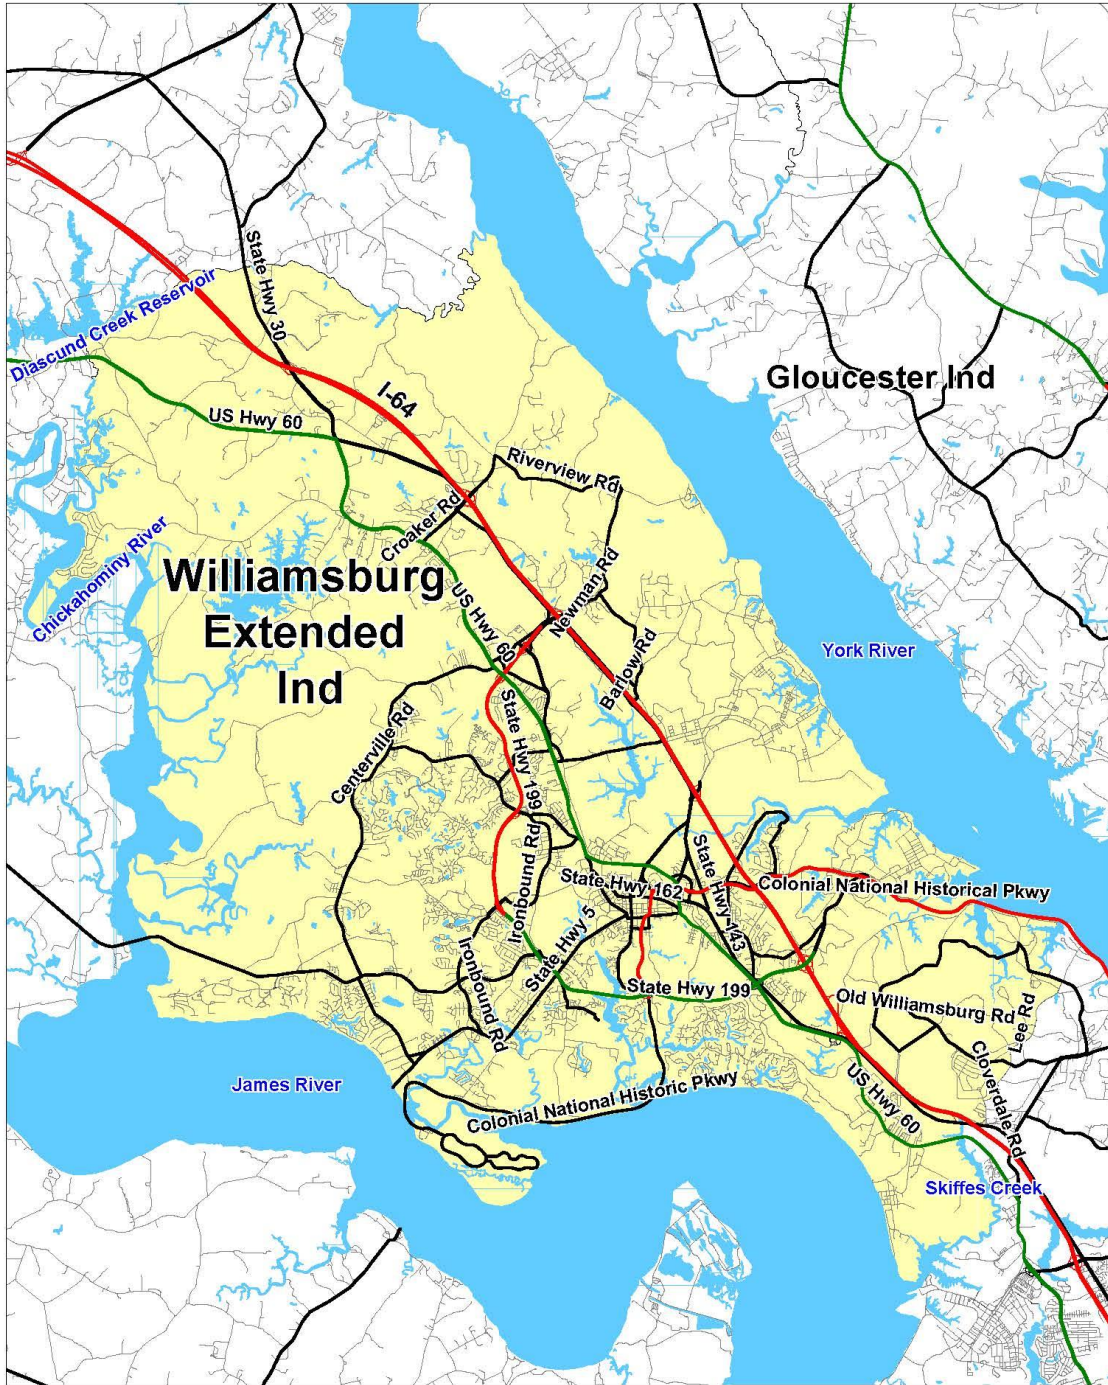 State Hwy 30
Diascund Creek Reservoir
Gloucester Ind
I-64
US Hwy 60
Riverview Rd
Croaker Rd
Chickahominy River
Williamsburg
Extended
Ind
US Hwy 60
Newman Rd
York River
Barlow Rd
Centerville Rd
State Hwy 199
Ironbound Rd
State Hwy 162
State Hwy 143
Colonial National Historical Pkwy
State Hwy 5
Ironbound Rd
State Hwy 199
Old Williamsburg Rd
Lee Rd
Cloverdale Rd
James River
Colonial National Historic Pkwy
US Hwy 60
Skiffes Creek